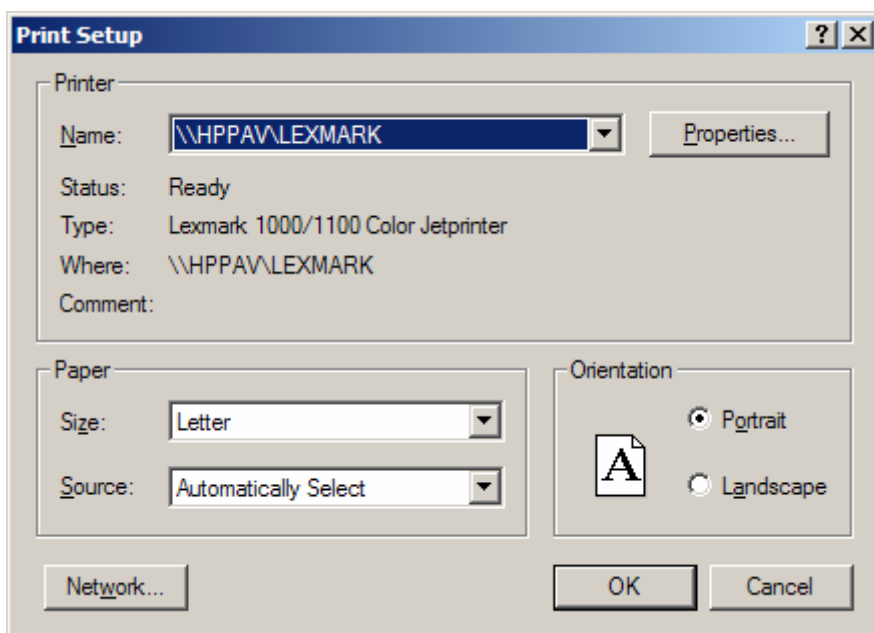 Print Setup
Printer
Name: \\HPPAV\LEXMARK Properties...
Status: Ready
Type: Lexmark 1000/1100 Color Jetprinter
Where: \\HPPAV\LEXMARK
Comment:
Paper
Size: Letter
Source: Automatically Select
Orientation
A
Portrait
Landscape
Network... OK Cancel